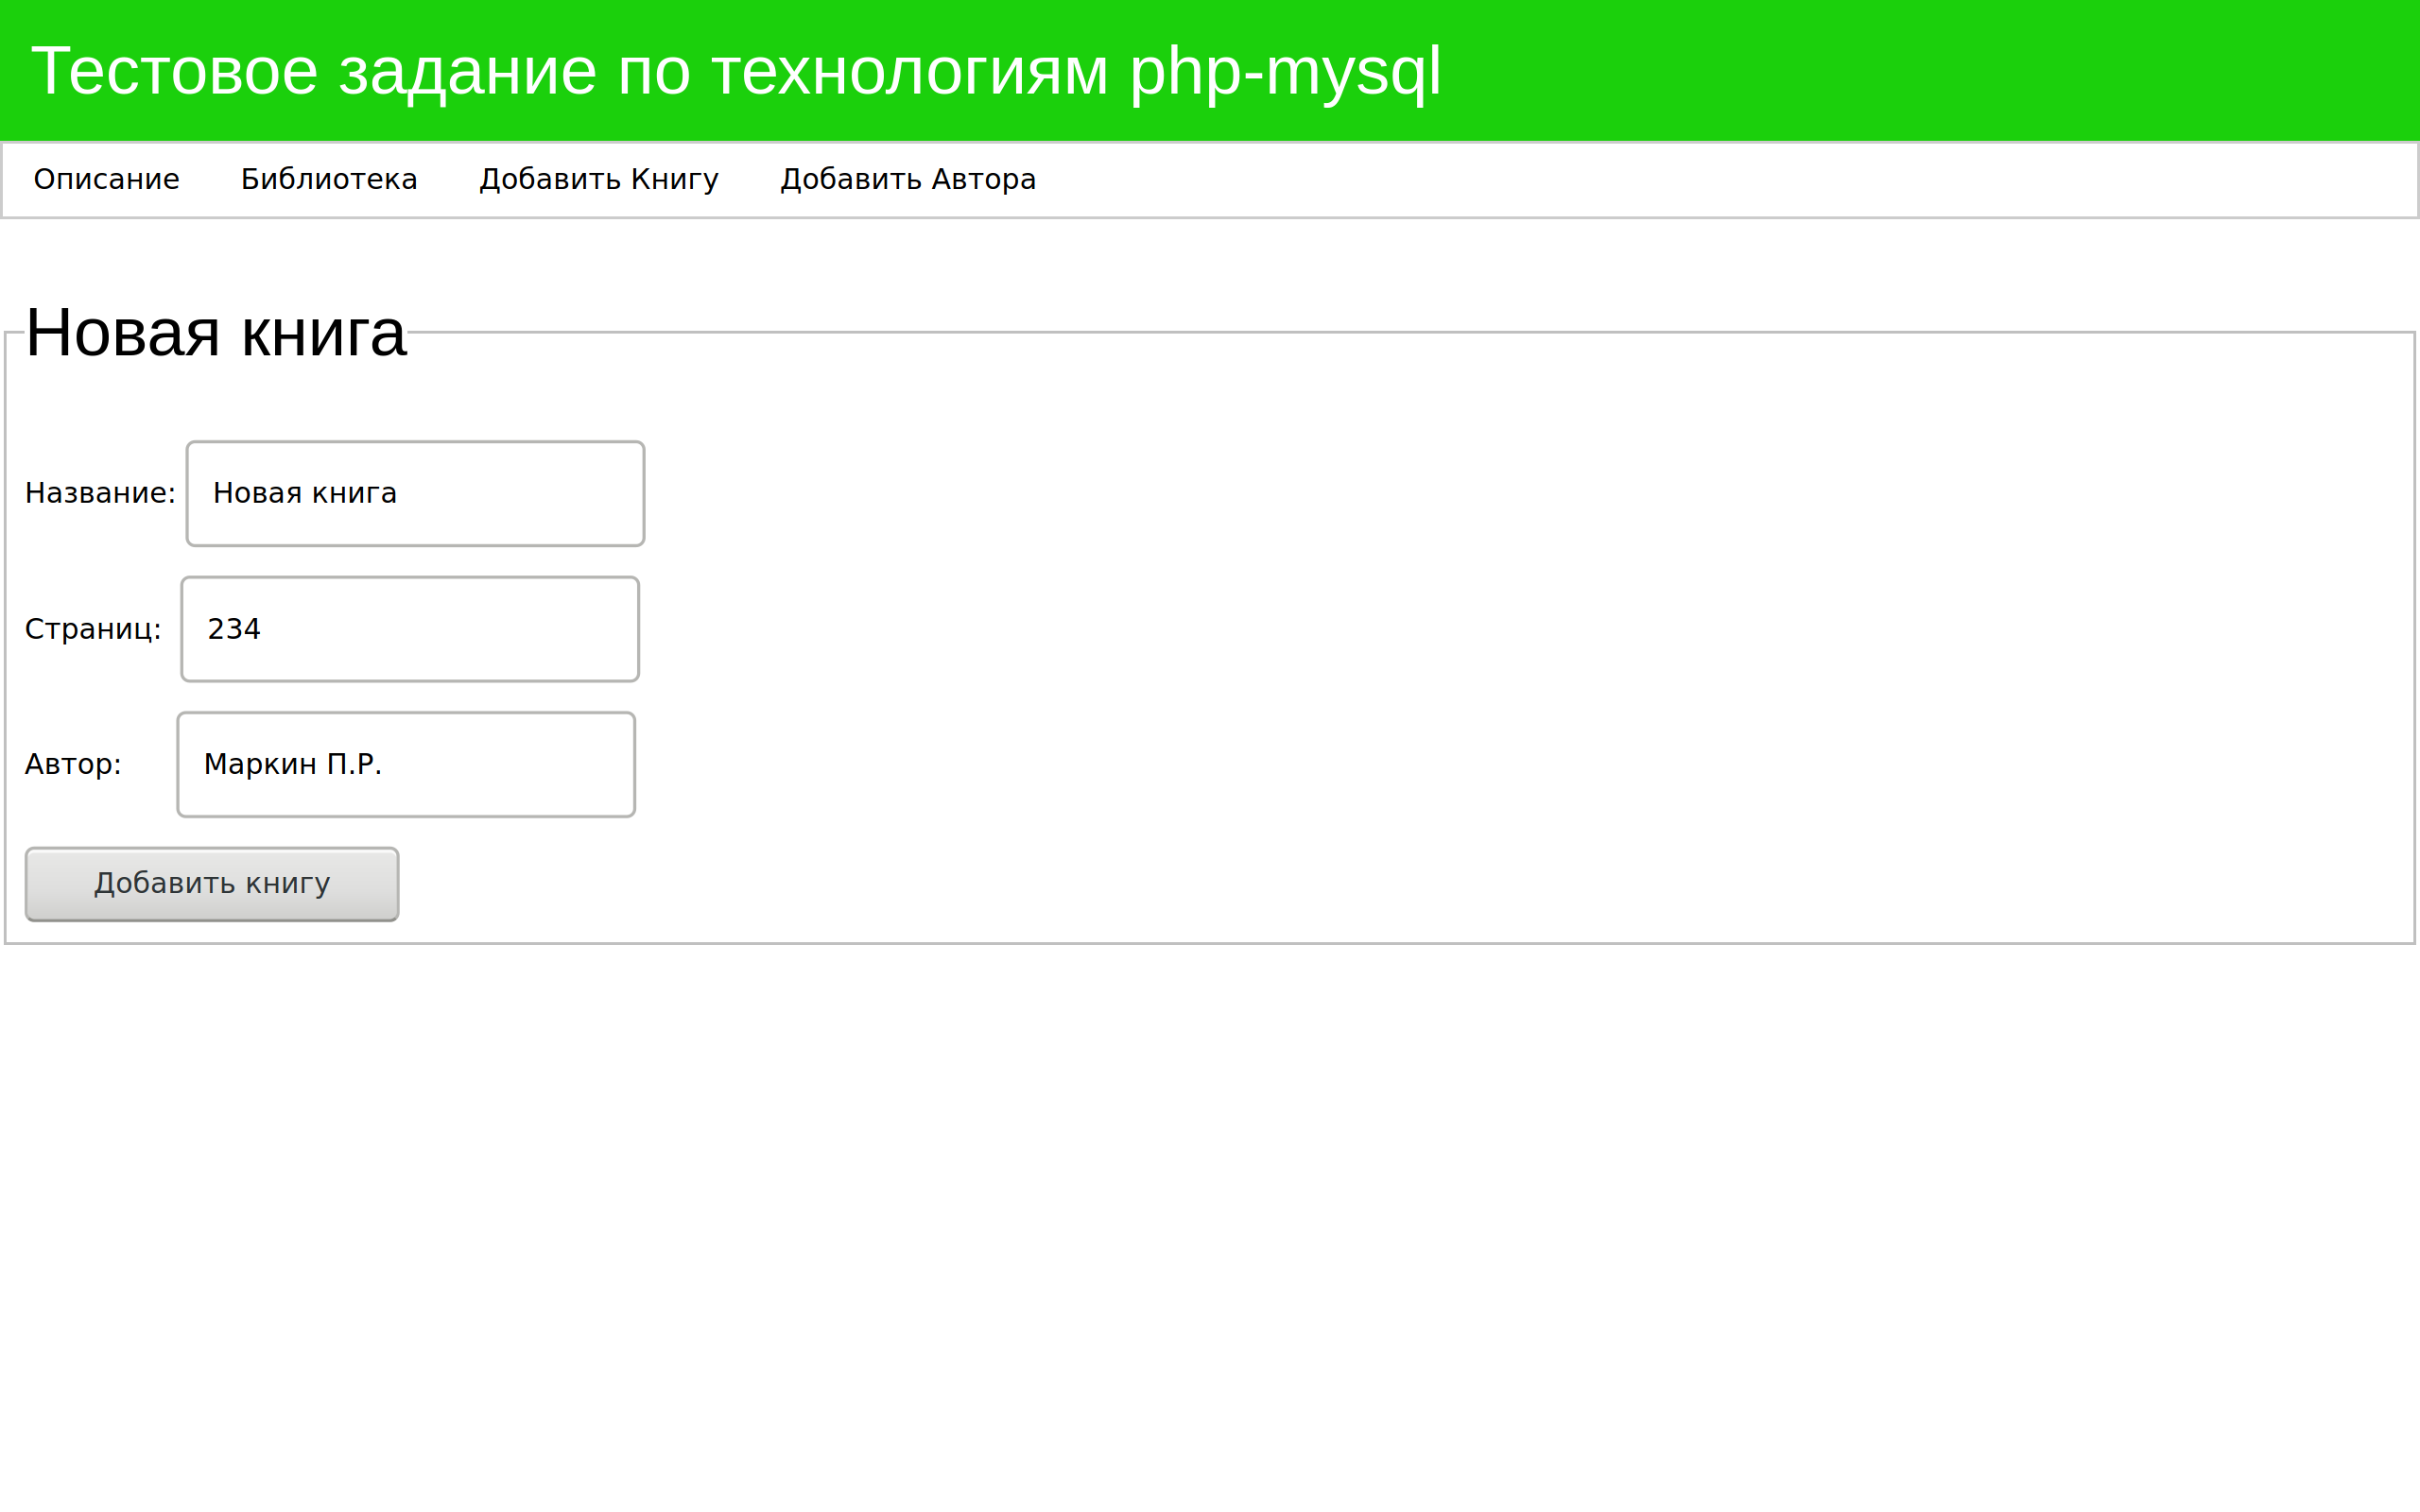 Тестовое задание по технологиям php-mysql
Описание Библиотека Добавить Книгу Добавить Автора
Новая книга
Название: Новая книга
Страниц: 234
Автор: Маркин П.Р.
Добавить книгу